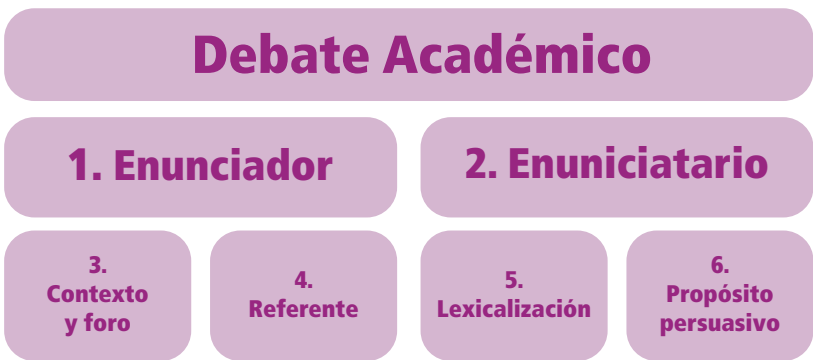 Debate Académico
1. Enunciador
2. Enuniciatario
3.
Contexto
y foro
4.
Referente
5.
Lexicalización
6.
Propósito
persuasivo